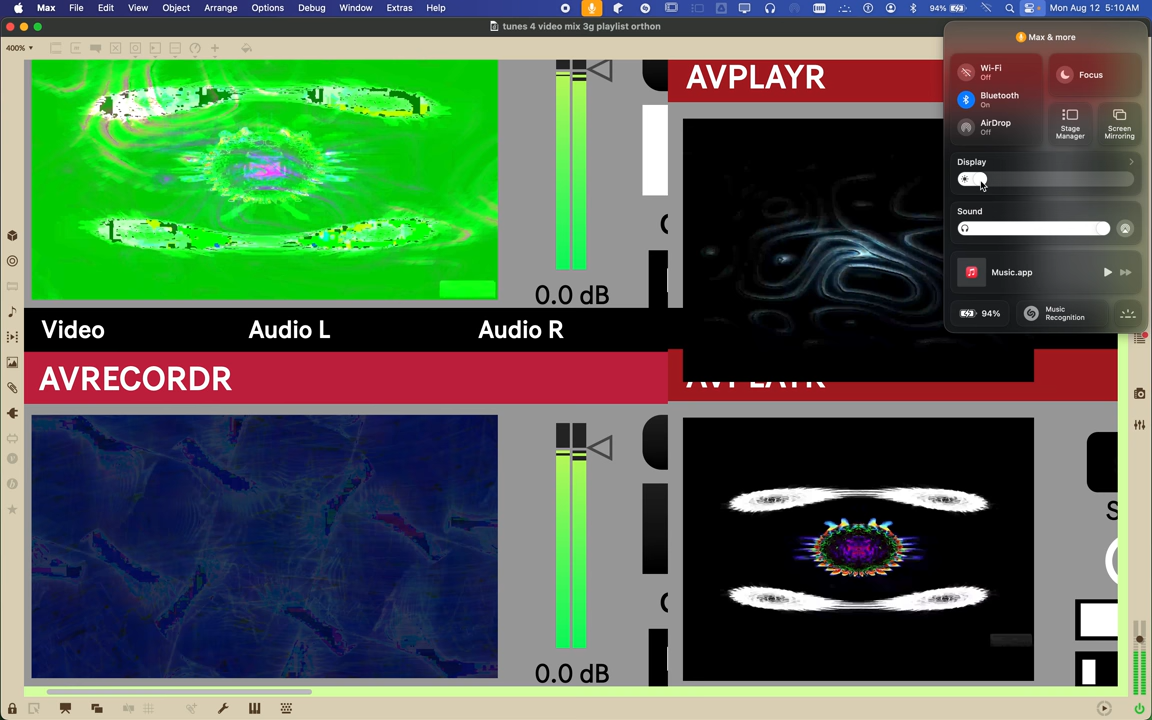 Max File Edit View Object Arrange Options Debug Window Extras Help 94% Mon Aug 12 5:10 AM
tunes 4 video mix 3g playlist orthon
400%
Max & more
Wi-Fi
Off
Focus
Bluetooth
On
AirDrop
Off
Stage
Manager
Screen
Mirroring
Display
Sound
Music.app
94%
Music
Recognition
AVPLAYR
0.0 dB
Video Audio L Audio R
AVRECORDR
AVPLAYR
0.0 dB